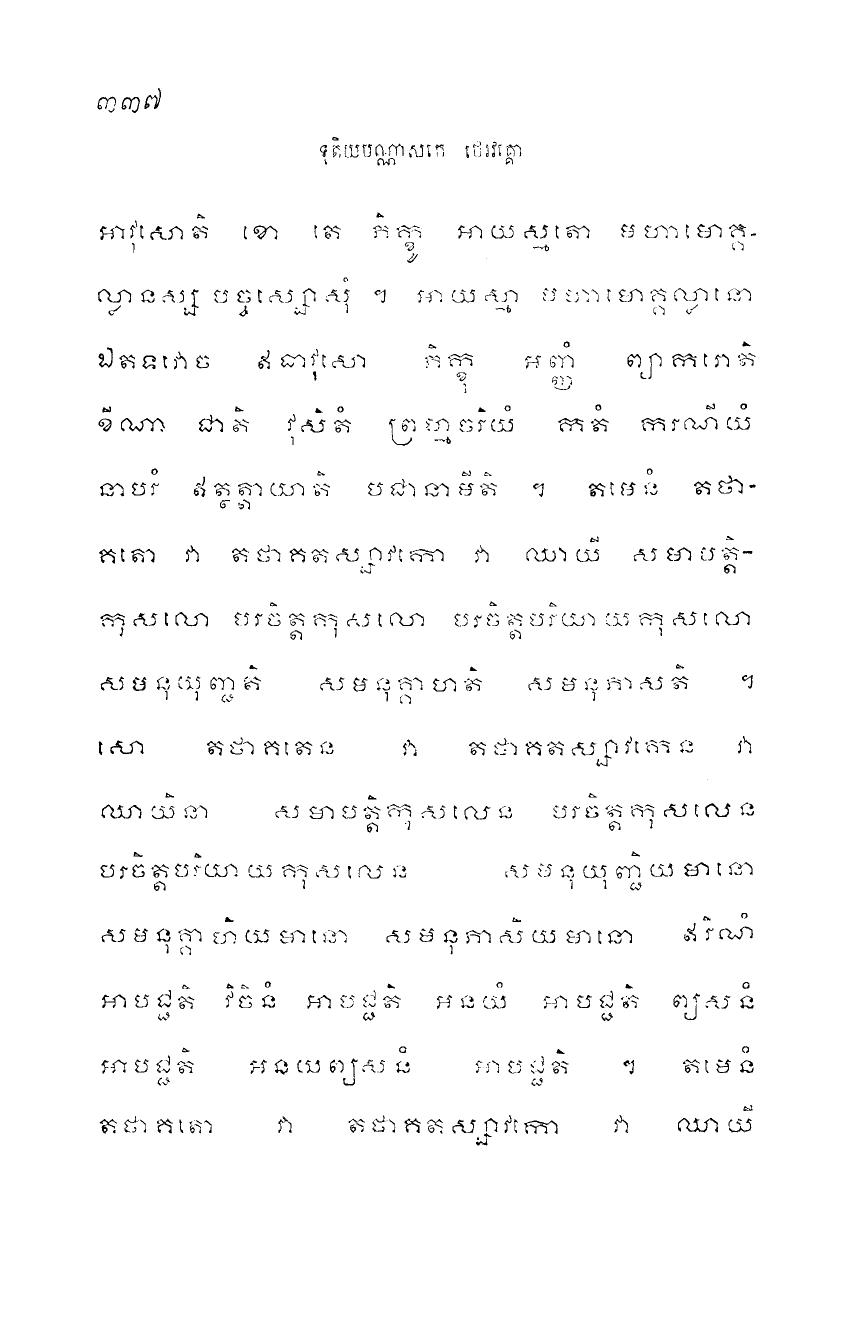 ៣៣៧
ទុតិយបណ្ណាសកេ ថេរវគ្គោ
អាវុសោតិ ខោ តេ ភិក្ខូ អាយស្មតោ មហាមោគ្គ-
ល្លានស្ស បច្ចស្សោសុំ ។ អាយស្មា មហាមោគ្គល្លានោ
ឯតទវោច ឥធាវុសោ ភិក្ខុ អញ្ញំ ព្យាករោតិ
ខីណា ជាតិ វុសិតំ ព្រហ្មចរិយំ កតំ ករណីយំ
នាបរំ ឥត្ថត្តាយាតិ បជានាមីតិ ។ តមេនំ តថា-
គតោ វា តថាគតស្សាវកោ វា ឈាយី សមាបត្តិ-
កុសលោ បរចិត្តកុសលោ បរចិត្តបរិយាយកុសលោ
សមនុយុញ្ជតិ សមនុគ្គាហតិ សមនុភាសតិ ។
សោ តថាគតេន វា តថាគតស្សាវកេន វា
ឈាយិនា សមាបត្តិកុសលេន បរចិត្តកុសលេន
បរចិត្តបរិយាយកុសលេន សមនុយុញ្ជិយមានោ
សមនុគ្គាហិយមានោ សមនុភាសិយមានោ ឥរិណំ
អាបជ្ជតិ វិចិនំ អាបជ្ជតិ អនយំ អាបជ្ជតិ ព្យសនំ
អាបជ្ជតិ អនយព្យសនំ អាបជ្ជតិ ។ តមេនំ
តថាគតោ វា តថាគតស្សាវកោ វា ឈាយី